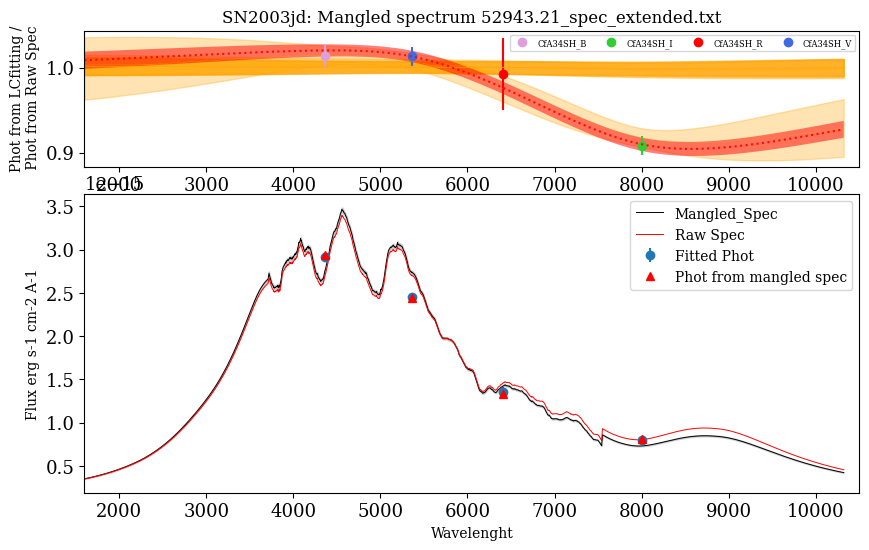 SN2003jd: Mangled spectrum 52943.21_spec_extended.txt
Phot from LCfitting /
Phot from Raw Spec
1.0
0.9
CfA34SH_B
CfA34SH_I
CfA34SH_R
CfA34SH_V
2000 3000 4000 5000 6000 7000 8000 9000 10000
1e−15
Flux erg s-1 cm-2 A-1
3.5
3.0
2.5
2.0
1.5
1.0
0.5
Mangled_Spec
Raw Spec
Fitted Phot
Phot from mangled spec
2000 3000 4000 5000 6000 7000 8000 9000 10000
Wavelenght